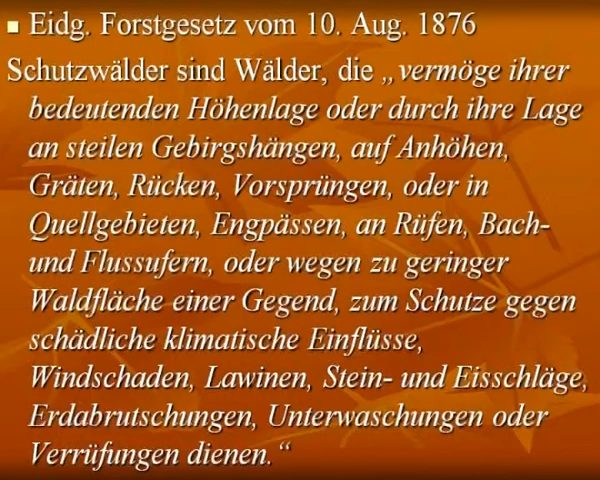 Eidg. Forstgesetz vom 10. Aug. 1876
Schutzwälder sind Wälder, die „vermöge ihrer
bedeutenden Höhenlage oder durch ihre Lage
an steilen Gebirgshängen, auf Anhöhen,
Gräten, Rücken, Vorsprüngen, oder in
Quellgebieten, Engpässen, an Rüfen, Bach-
und Flussufern, oder wegen zu geringer
Waldfläche einer Gegend, zum Schutze gegen
schädliche klimatische Einflüsse,
Windschaden, Lawinen, Stein- und Eisschläge,
Erdabrutschungen, Unterwaschungen oder
Verrüfungen dienen.“